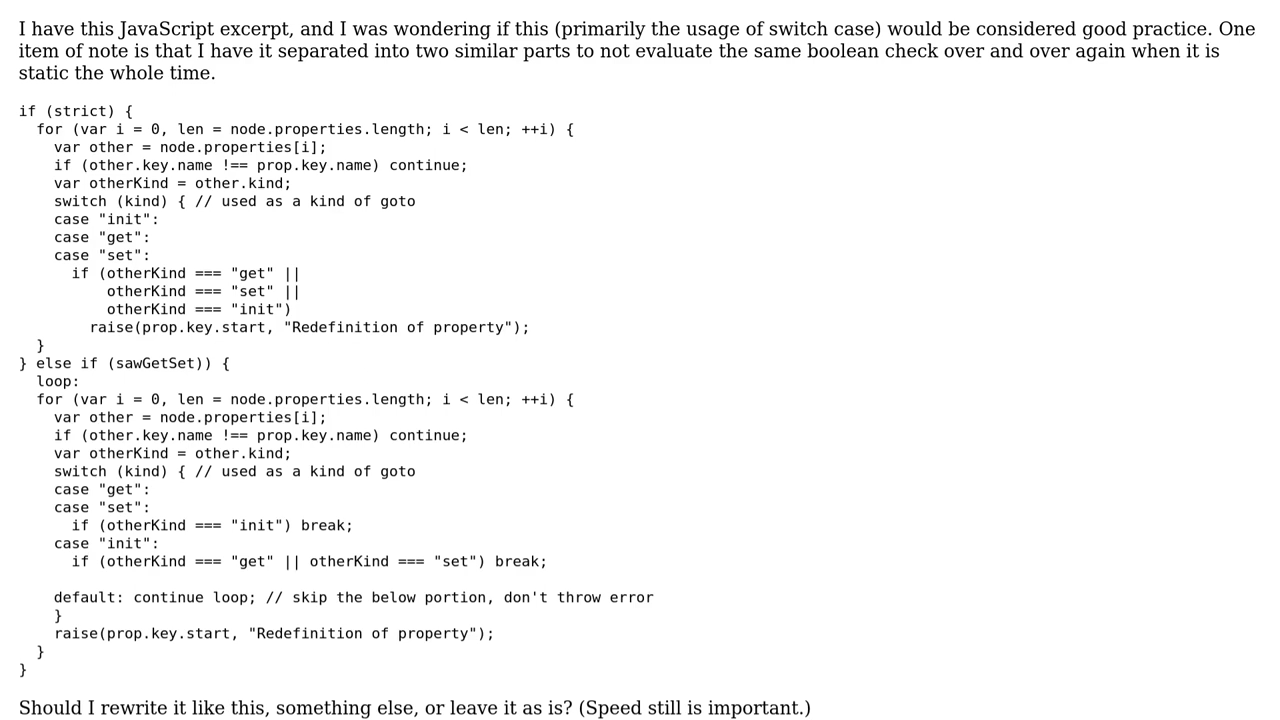 I have this JavaScript excerpt, and I was wondering if this (primarily the usage of switch case) would be considered good practice. One
item of note is that I have it separated into two similar parts to not evaluate the same boolean check over and over again when it is
static the whole time.
if (strict) {
  for (var i = 0, len = node.properties.length; i < len; ++i) {
    var other = node.properties[i];
    if (other.key.name !== prop.key.name) continue;
    var otherKind = other.kind;
    switch (kind) { // used as a kind of goto
    case "init":
    case "get":
    case "set":
      if (otherKind === "get" ||
          otherKind === "set" ||
          otherKind === "init")
        raise(prop.key.start, "Redefinition of property");
  }
} else if (sawGetSet)) {
  loop:
  for (var i = 0, len = node.properties.length; i < len; ++i) {
    var other = node.properties[i];
    if (other.key.name !== prop.key.name) continue;
    var otherKind = other.kind;
    switch (kind) { // used as a kind of goto
    case "get":
    case "set":
      if (otherKind === "init") break;
    case "init":
      if (otherKind === "get" || otherKind === "set") break;
    default: continue loop; // skip the below portion, don't throw error
    }
    raise(prop.key.start, "Redefinition of property");
  }
}
Should I rewrite it like this, something else, or leave it as is? (Speed still is important.)